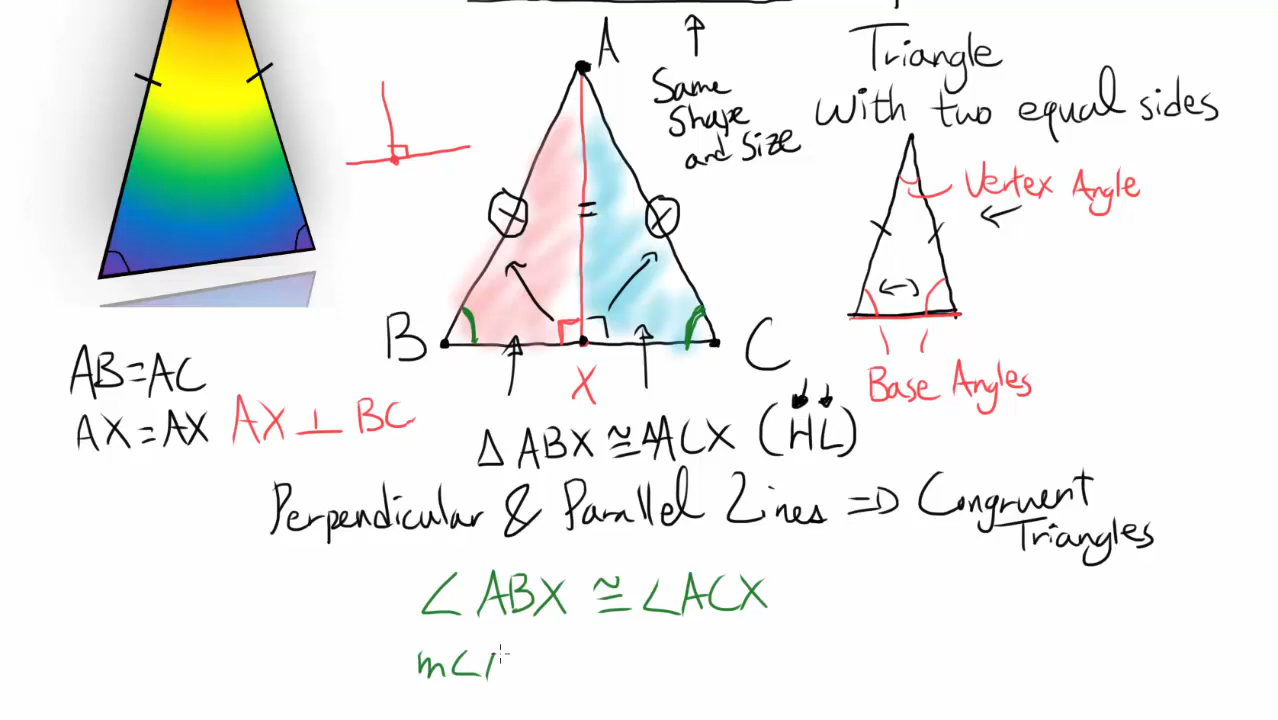 Same
Shape
and Size
Triangle
With two equal sides
Vertex Angle
Base Angles
A
B
C
X
AB=AC
AX=AX AX ⊥ BC
Δ ABX ≅ ΔACX (HL)
Perpendicular & Parallel Lines => Congruent
Triangles
∠ABX ≅ ∠ACX
m∠